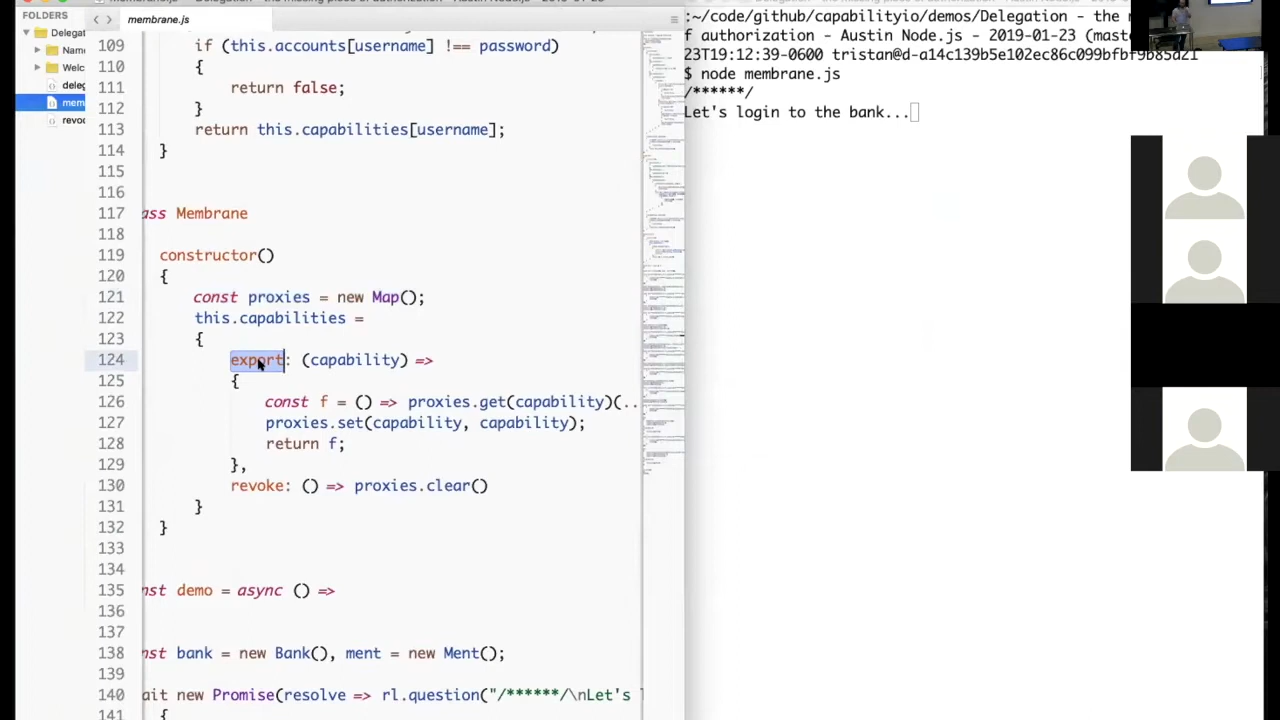 FOLDERS
Delegat
Nam
Welc
deleg
mem
revo
membrane.js
109 if (this.accounts[username] !== password)
110 {
111 return false;
112 }
113 return this.capabilities[username];
114 }
115
116
117 ass Membrane
118
119 constructor()
120 {
121 const proxies = new Map();
122 this.capabilities =
123 {
124 export: (capability) =>
125 {
126 const f = () proxies.get(capability)(..
127 proxies.set(capability, capability);
128 return f;
129 },
130 revoke: () => proxies.clear()
131 }
132 }
133
134
135 nst demo = async () =>
136
137
138 nst bank = new Bank(), ment = new Ment();
139
140 ait new Promise(resolve => rl.question("/******/\nLet's
141 {
:~/code/github/capabilityio/demos/Delegation - the
f authorization - Austin Node.js - 2019-01-23
23T19:12:39-0600
$ node membrane.js
/******/
Let's login to the bank...